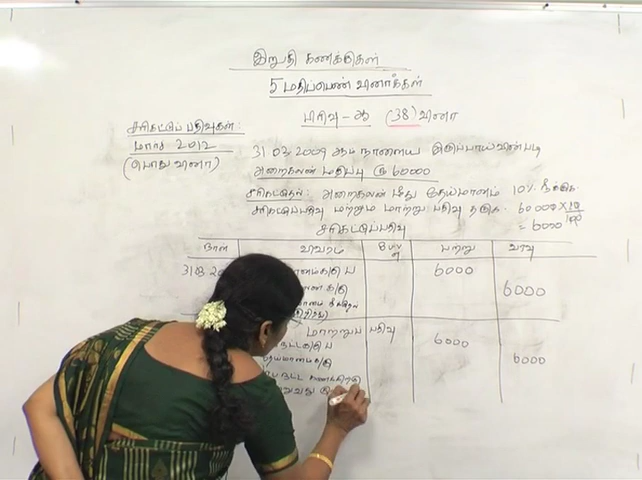 இறுதி கணக்குகள்
5 மதிப்பெண் வினாக்கள்
பிரிவு - ஆ (38) வினா
சரிகட்டுப் பதிவுகள் :
மார்ச் 2012
(பொது வினா)
31 03 2009 ஆம் நாளைய இருப்பாய்வின்படி
அறைகலன் மதிப்பு ரூ 60000
சரிகட்டுதல் : அறைகலன் மீது தேய்மானம் 10% நீக்குக
சரிகட்டுப்பதிவு மற்றும் மாற்று பதிவு தருக. 60000 x 10/100
= 6000
சரிகட்டுப்பதிவு
நாள் விவரம் பற்று வரவு
31 03 6000
6000
மாற்றுப் பதிவு
6000
6000